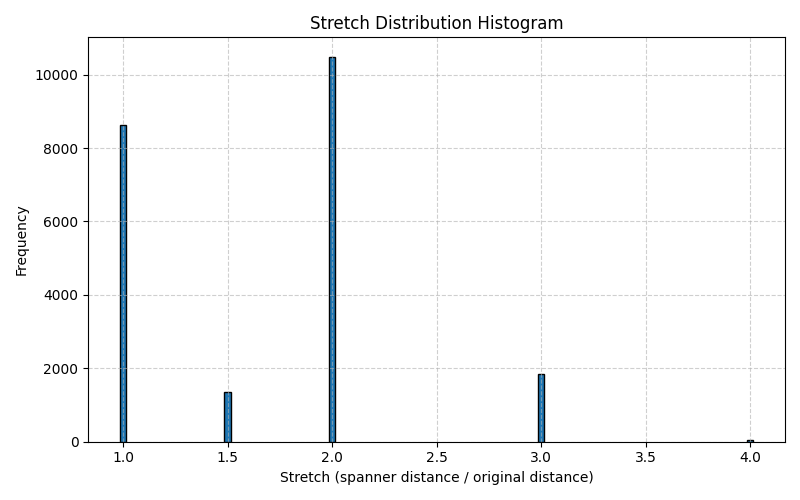 Stretch Distribution Histogram
10000
8000
6000
4000
2000
0
Frequency
1.0 1.5 2.0 2.5 3.0 3.5 4.0
Stretch (spanner distance / original distance)